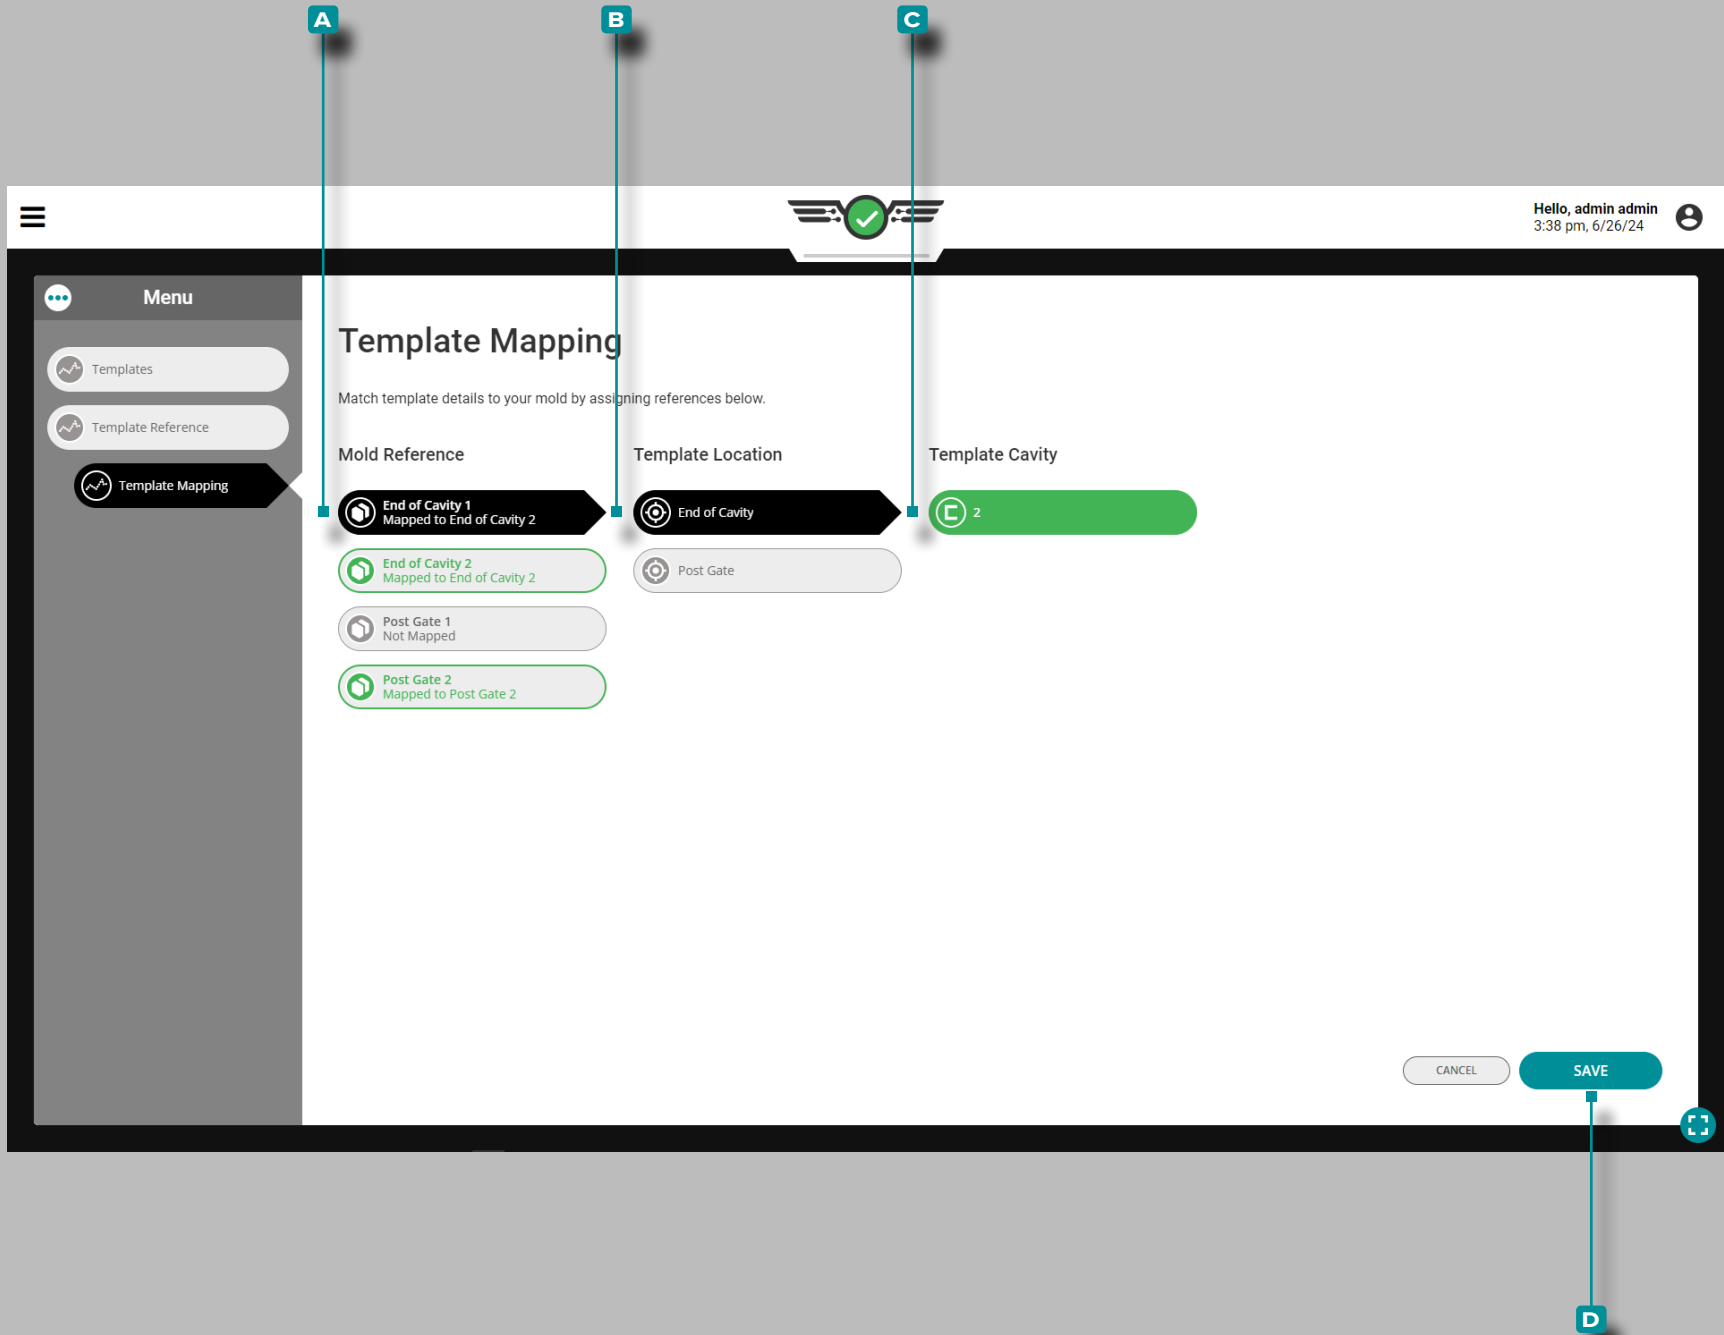 A
B
C
Hello, admin admin
3:38 pm, 6/26/24
Menu
Templates
Template Reference
Template Mapping
Template Mapping
Match template details to your mold by assigning references below.
Mold Reference
End of Cavity 1
Mapped to End of Cavity 2
End of Cavity 2
Mapped to End of Cavity 2
Post Gate 1
Not Mapped
Post Gate 2
Mapped to Post Gate 2
Template Location
End of Cavity
Post Gate
Template Cavity
2
CANCEL
SAVE
D